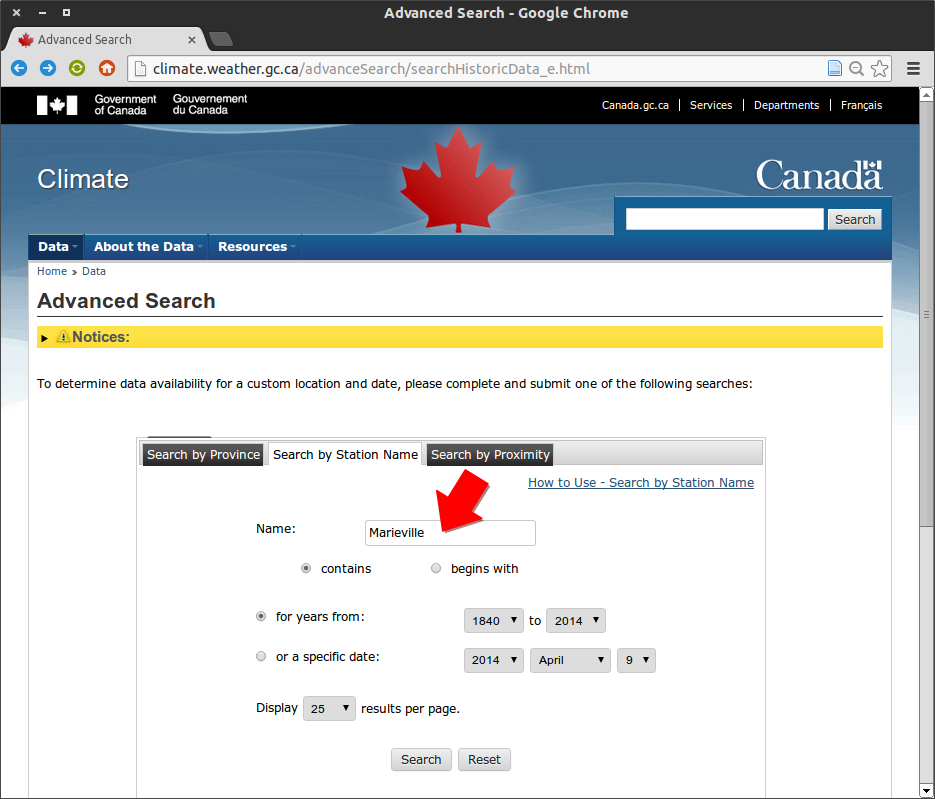 Advanced Search - Google Chrome
Advanced Search
climate.weather.gc.ca/advanceSearch/searchHistoricData_e.html
Government of Canada
Gouvernement du Canada
Canada.gc.ca
Services
Departments
Français
Climate
Canada
Search
Data
About the Data
Resources
Home » Data
Advanced Search
Notices:
To determine data availability for a custom location and date, please complete and submit one of the following searches:
Search by Province
Search by Station Name
Search by Proximity
How to Use - Search by Station Name
Name: Marieville
contains
begins with
for years from: 1840 to 2014
or a specific date: 2014 April 9
Display 25 results per page.
Search
Reset